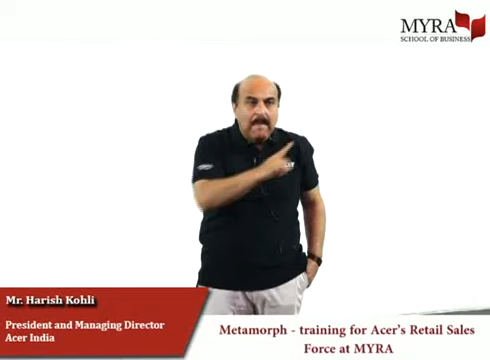 MYRA
SCHOOL OF BUSINESS
Mr. Harish Kohli
President and Managing Director
Acer India
Metamorph - training for Acer's Retail Sales
Force at MYRA